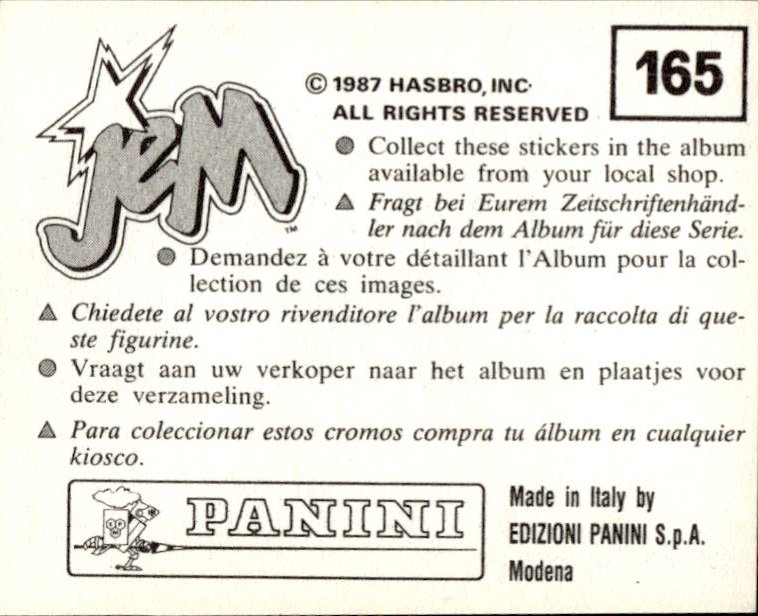 165
© 1987 HASBRO, INC.
ALL RIGHTS RESERVED
JeM
TM
Collect these stickers in the album
available from your local shop.
Fragt bei Eurem Zeitschriftenhänd-
ler nach dem Album für diese Serie.
Demandez à votre détaillant l'Album pour la col-
lection de ces images.
Chiedete al vostro rivenditore l'album per la raccolta di que-
ste figurine.
Vraagt aan uw verkoper naar het album en plaatjes voor
deze verzameling.
Para coleccionar estos cromos compra tu álbum en cualquier
kiosco.
PANINI
Made in Italy by
EDIZIONI PANINI S.p.A.
Modena